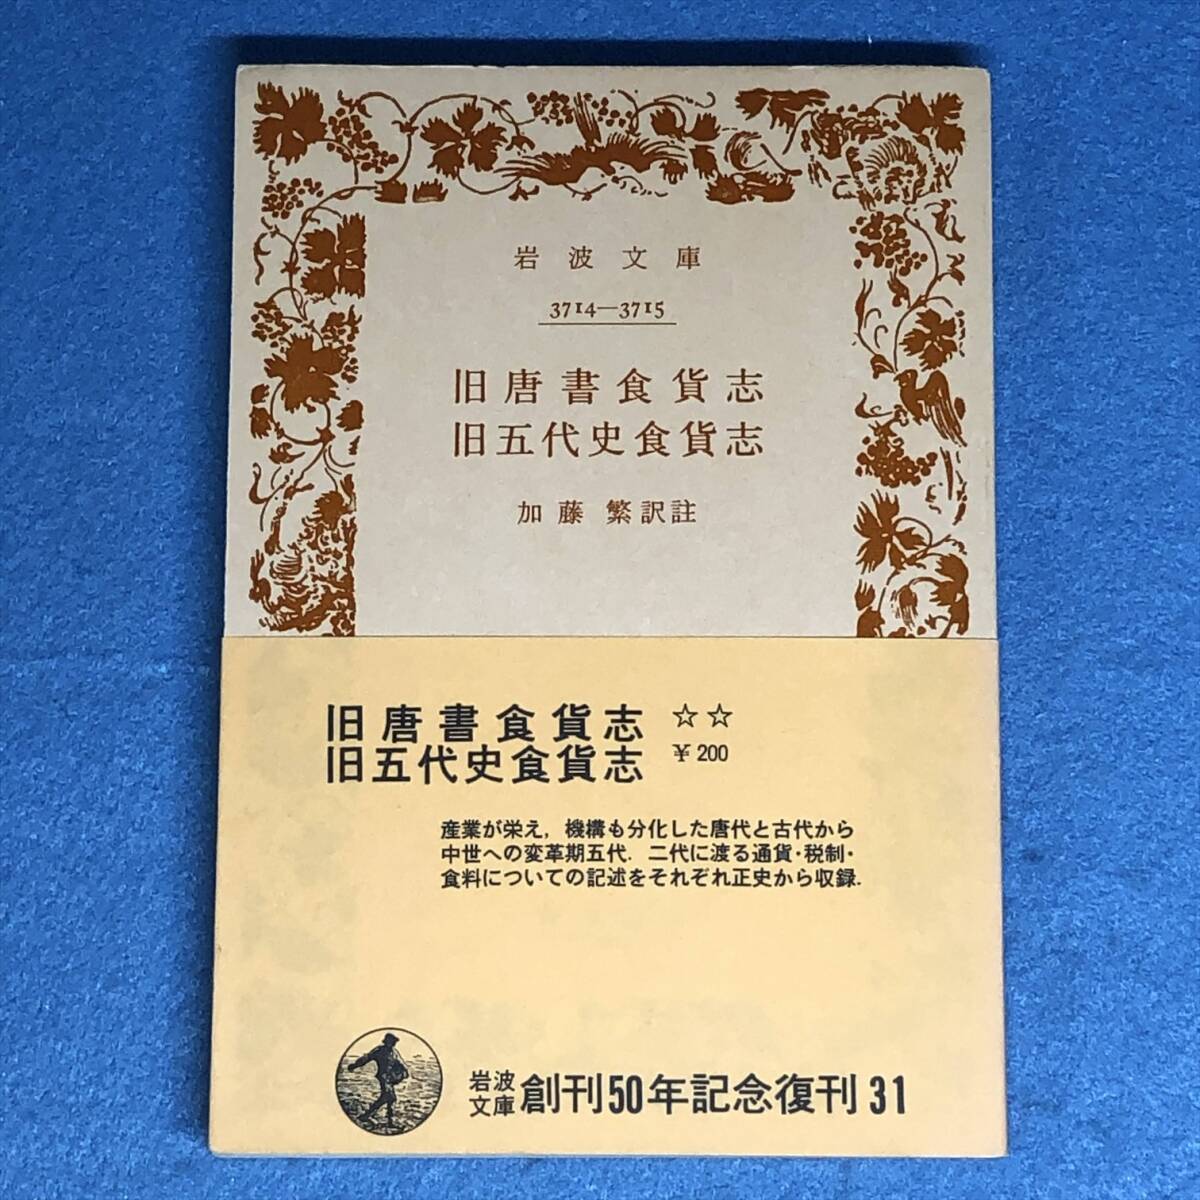 岩波文庫
3714—3715
旧唐書食貨志
旧五代史食貨志
加藤 繁訳註
旧唐書食貨志 ☆☆
旧五代史食貨志 ¥200
産業が栄え，機構も分化した唐代と古代から
中世への変革期五代．二代に渡る通貨・税制・
食料についての記述をそれぞれ正史から収録．
岩波文庫 創刊50年記念復刊 31